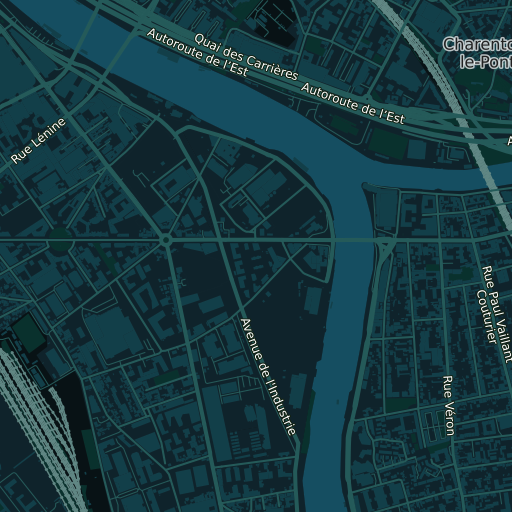 Quai des Carrières
Autoroute de l'Est
Charento
le-Pont
Autoroute de l'Est
A
Rue Lénine
Rue Paul Vaillant
Couturier
Avenue de l'Industrie
Rue Véron